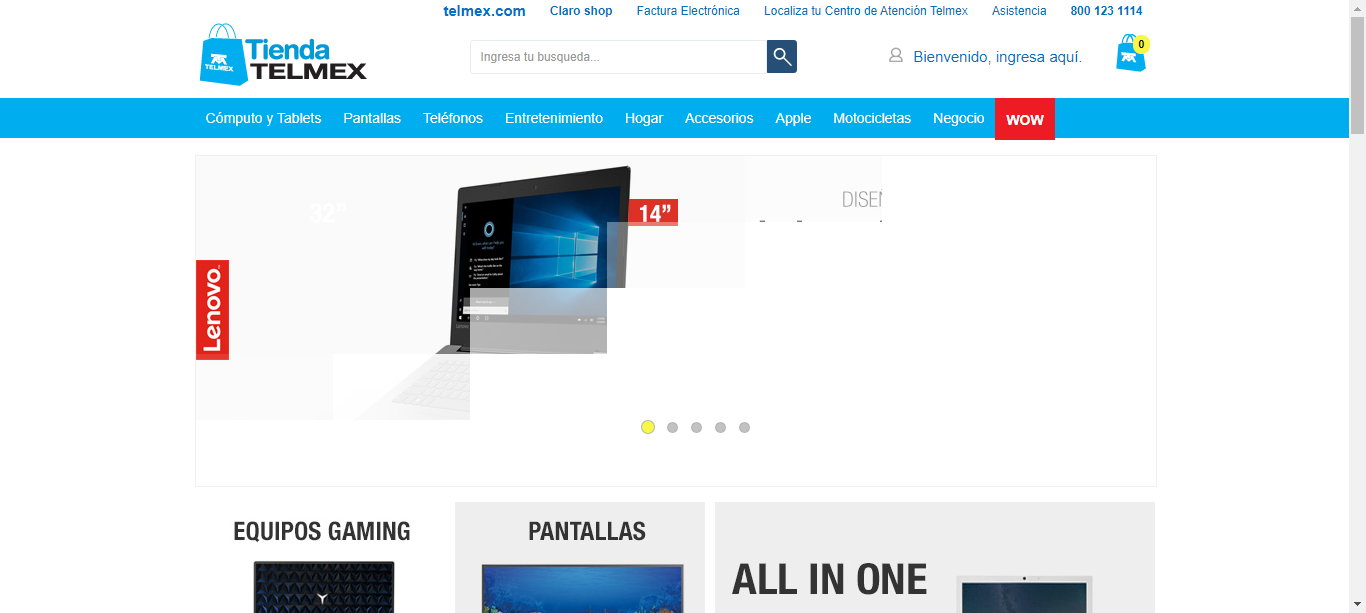 telmex.com Claro shop Factura Electrónica Localiza tu Centro de Atención Telmex Asistencia 800 123 1114
Tienda
TELMEX
TELMEX
Ingresa tu busqueda...
Bienvenido, ingresa aquí.
0
Cómputo y Tablets Pantallas Teléfonos Entretenimiento Hogar Accesorios Apple Motocicletas Negocio WOW
32”
14”
Lenovo
EQUIPOS GAMING
PANTALLAS
ALL IN ONE